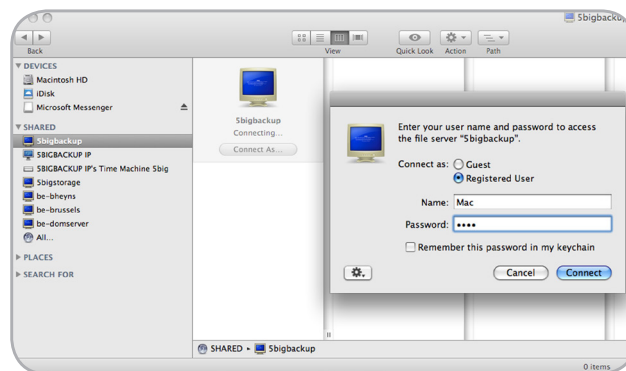 5bigbackup
Back
View
Quick Look
Action
Path
DEVICES
Macintosh HD
iDisk
Microsoft Messenger
SHARED
5bigbackup
5BIGBACKUP IP
5BIGBACKUP IP's Time Machine 5big
5bigstorage
be-bheyns
be-brussels
be-domserver
All...
PLACES
SEARCH FOR
5bigbackup
Connecting...
Connect As...
Enter your user name and password to access
the file server "5bigbackup".
Connect as: Guest
Registered User
Name: Mac
Password: ••••
Remember this password in my keychain
Cancel
Connect
SHARED ▸ 5bigbackup
0 items